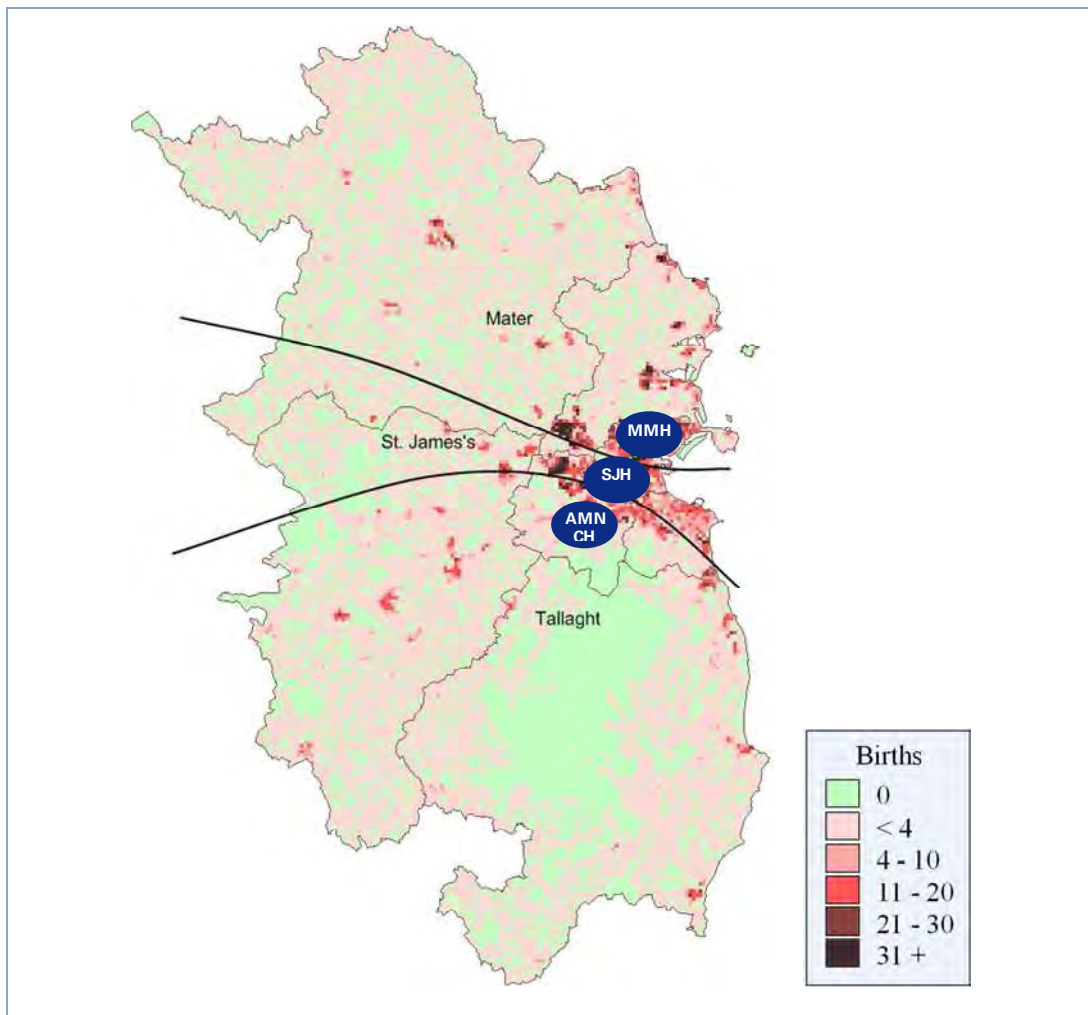 Mater
St. James's
MMH
SJH
AMN
CH
Tallaght
Births
0
< 4
4 - 10
11 - 20
21 - 30
31 +